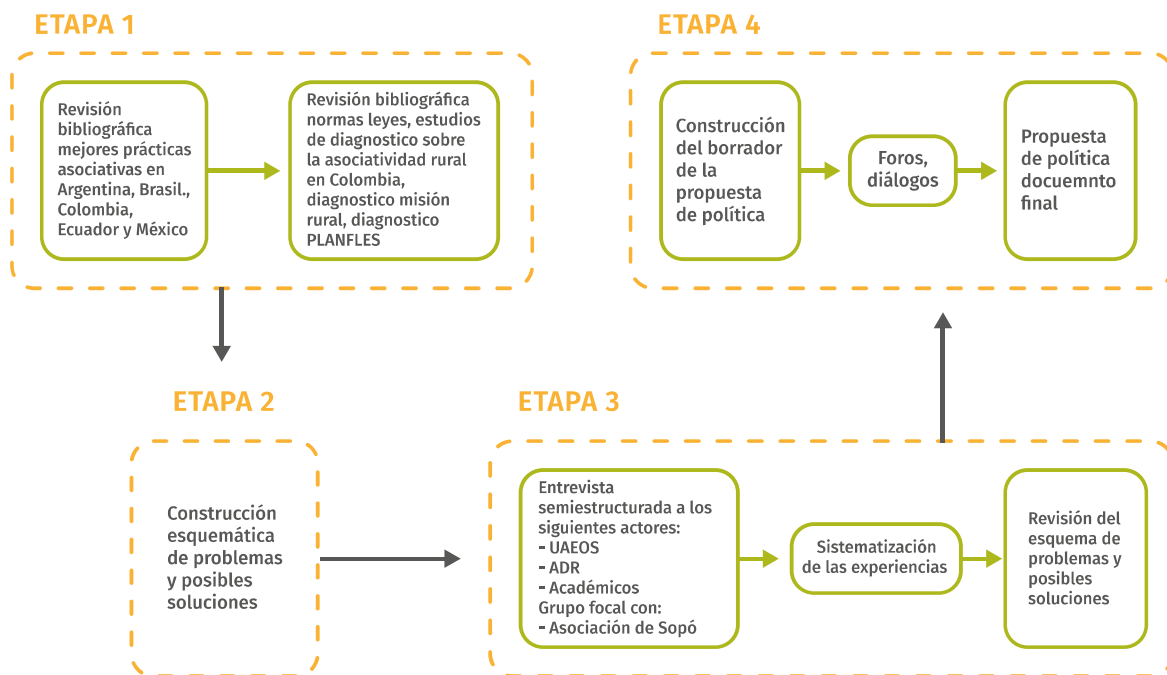 ETAPA 1
Revisión
bibliográfica
mejores prácticas
asociativas en
Argentina, Brasil.,
Colombia,
Ecuador y México
Revisión bibliográfica
normas leyes, estudios
de diagnostico sobre
la asociatividad rural
en Colombia,
diagnostico misión
rural, diagnostico
PLANFLES
ETAPA 2
Construcción
esquemática
de problemas
y posibles
soluciones
ETAPA 3
Entrevista
semiestructurada a los
siguientes actores:
- UAEOS
- ADR
- Académicos
Grupo focal con:
- Asociación de Sopó
Sistematización
de las experiencias
Revisión del
esquema de
problemas y
posibles
soluciones
ETAPA 4
Construcción
del borrador
de la
propuesta
de política
Foros,
diálogos
Propuesta
de política
docuemnto
final